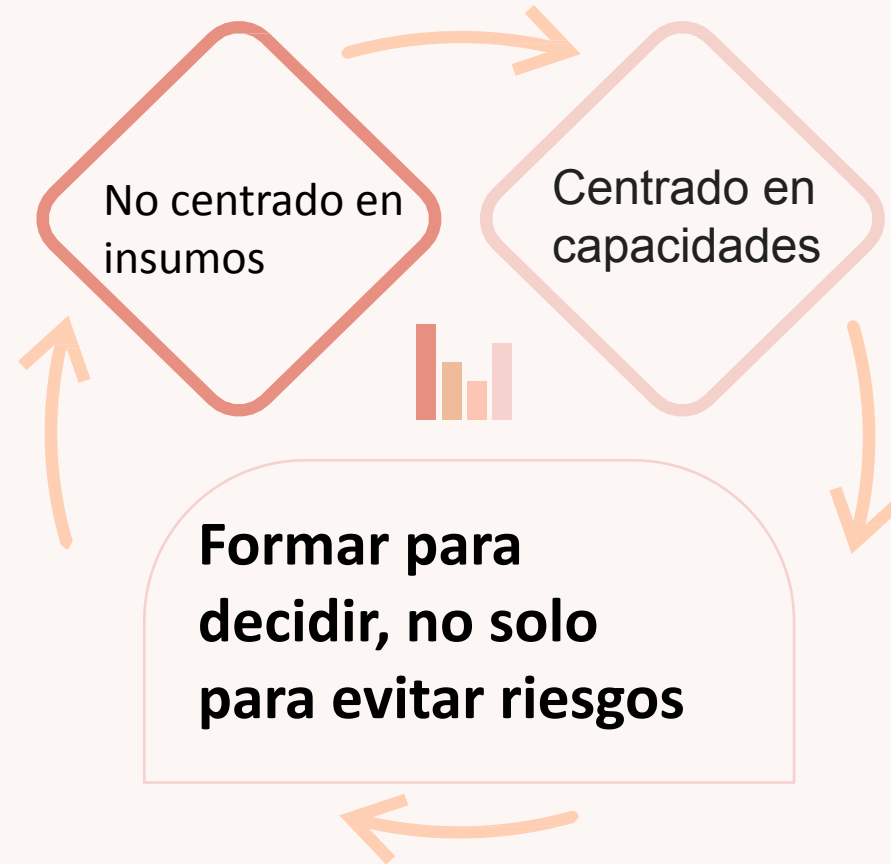 No centrado en
insumos
Centrado en
capacidades
Formar para
decidir, no solo
para evitar riesgos